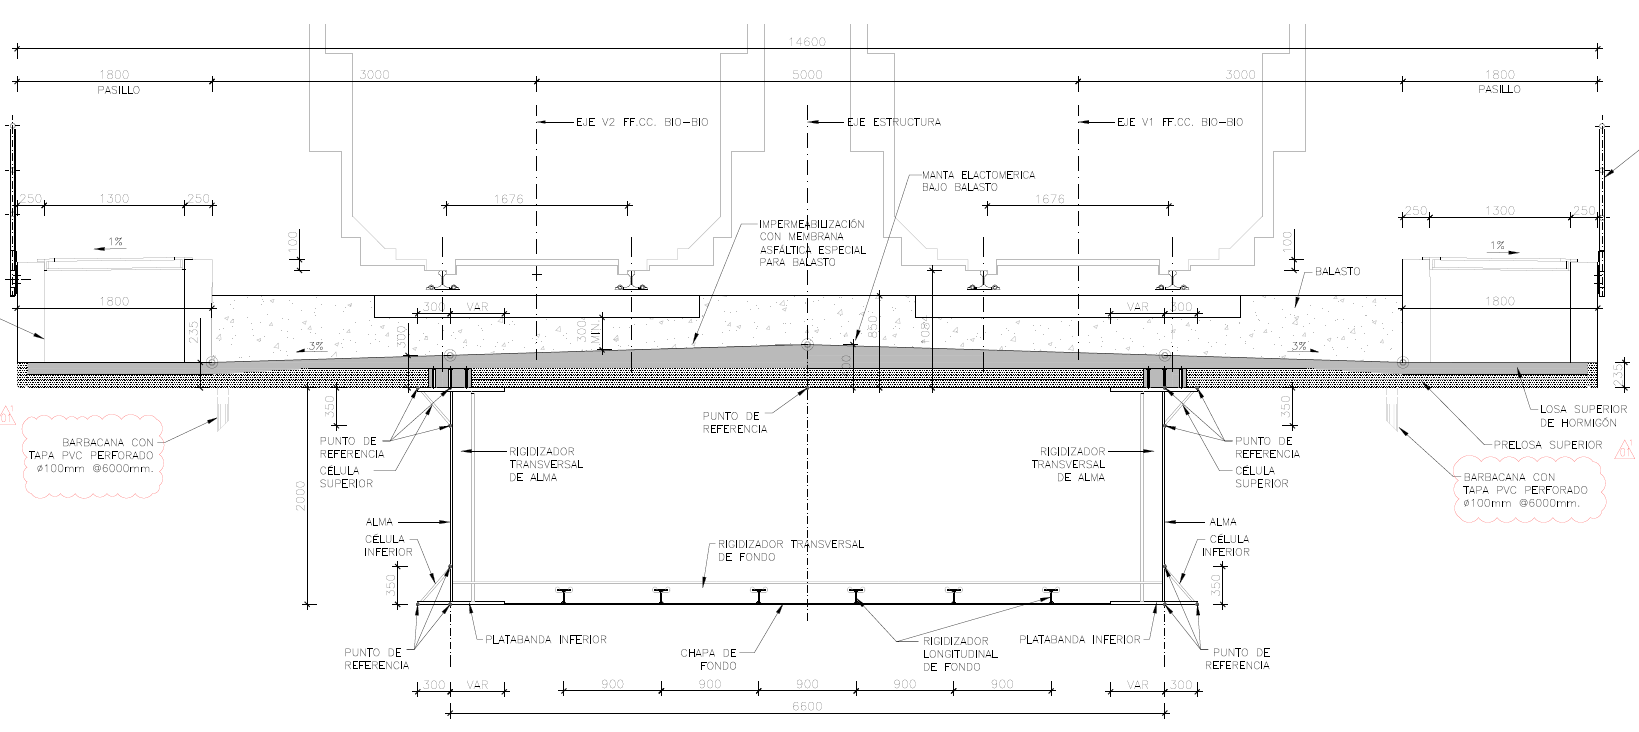 14600
1800
3000
5000
3000
1800
PASILLO
PASILLO
EJE V2 FF.CC. BIO-BIO
EJE ESTRUCTURA
EJE V1 FF.CC. BIO-BIO
MANTA ELACTOMERICA
BAJO BALASTO
250
1300
250
1676
1676
250
1300
250
IMPERMEABILIZACIÓN
CON MEMBRANA
ASFÁLTICA ESPECIAL
PARA BALASTO
1%
100
100
1%
BALASTO
1800
300
VAR
VAR
300
1800
235
300
300
MIN.
850
3%
3%
235
350
350
PUNTO DE
REFERENCIA
LOSA SUPERIOR
DE HORMIGÓN
PRELOSA SUPERIOR
01
BARBACANA CON
TAPA PVC PERFORADO
ø100mm @6000mm.
PUNTO DE
REFERENCIA
CÉLULA
SUPERIOR
RIGIDIZADOR
TRANSVERSAL
DE ALMA
RIGIDIZADOR
TRANSVERSAL
DE ALMA
PUNTO DE
REFERENCIA
CÉLULA
SUPERIOR
01
BARBACANA CON
TAPA PVC PERFORADO
ø100mm @6000mm.
2000
ALMA
CÉLULA
INFERIOR
ALMA
CÉLULA
INFERIOR
RIGIDIZADOR TRANSVERSAL
DE FONDO
350
350
PLATABANDA INFERIOR
PUNTO DE
REFERENCIA
CHAPA DE
FONDO
RIGIDIZADOR
LONGITUDINAL
DE FONDO
PLATABANDA INFERIOR
PUNTO DE
REFERENCIA
300
VAR
900
900
900
900
900
VAR
300
6600